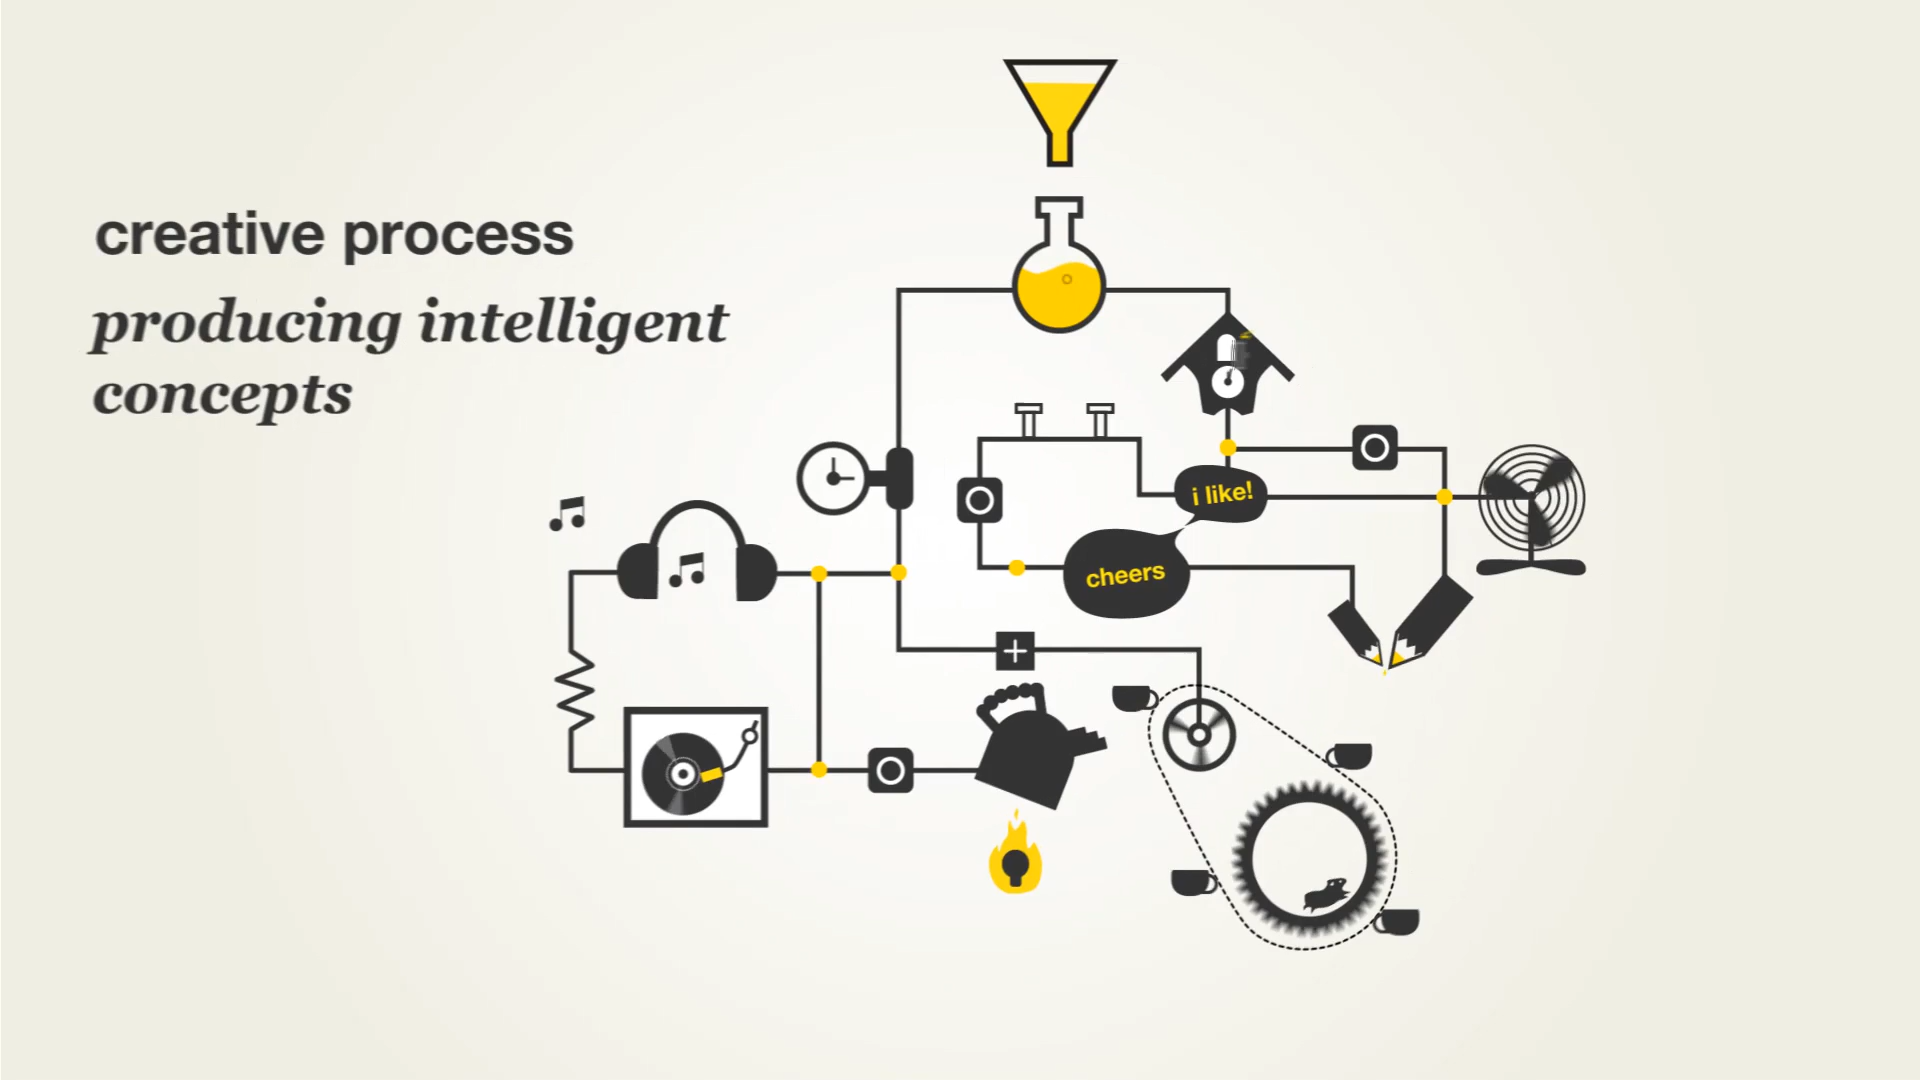 creative process
producing intelligent
concepts
i like!
cheers